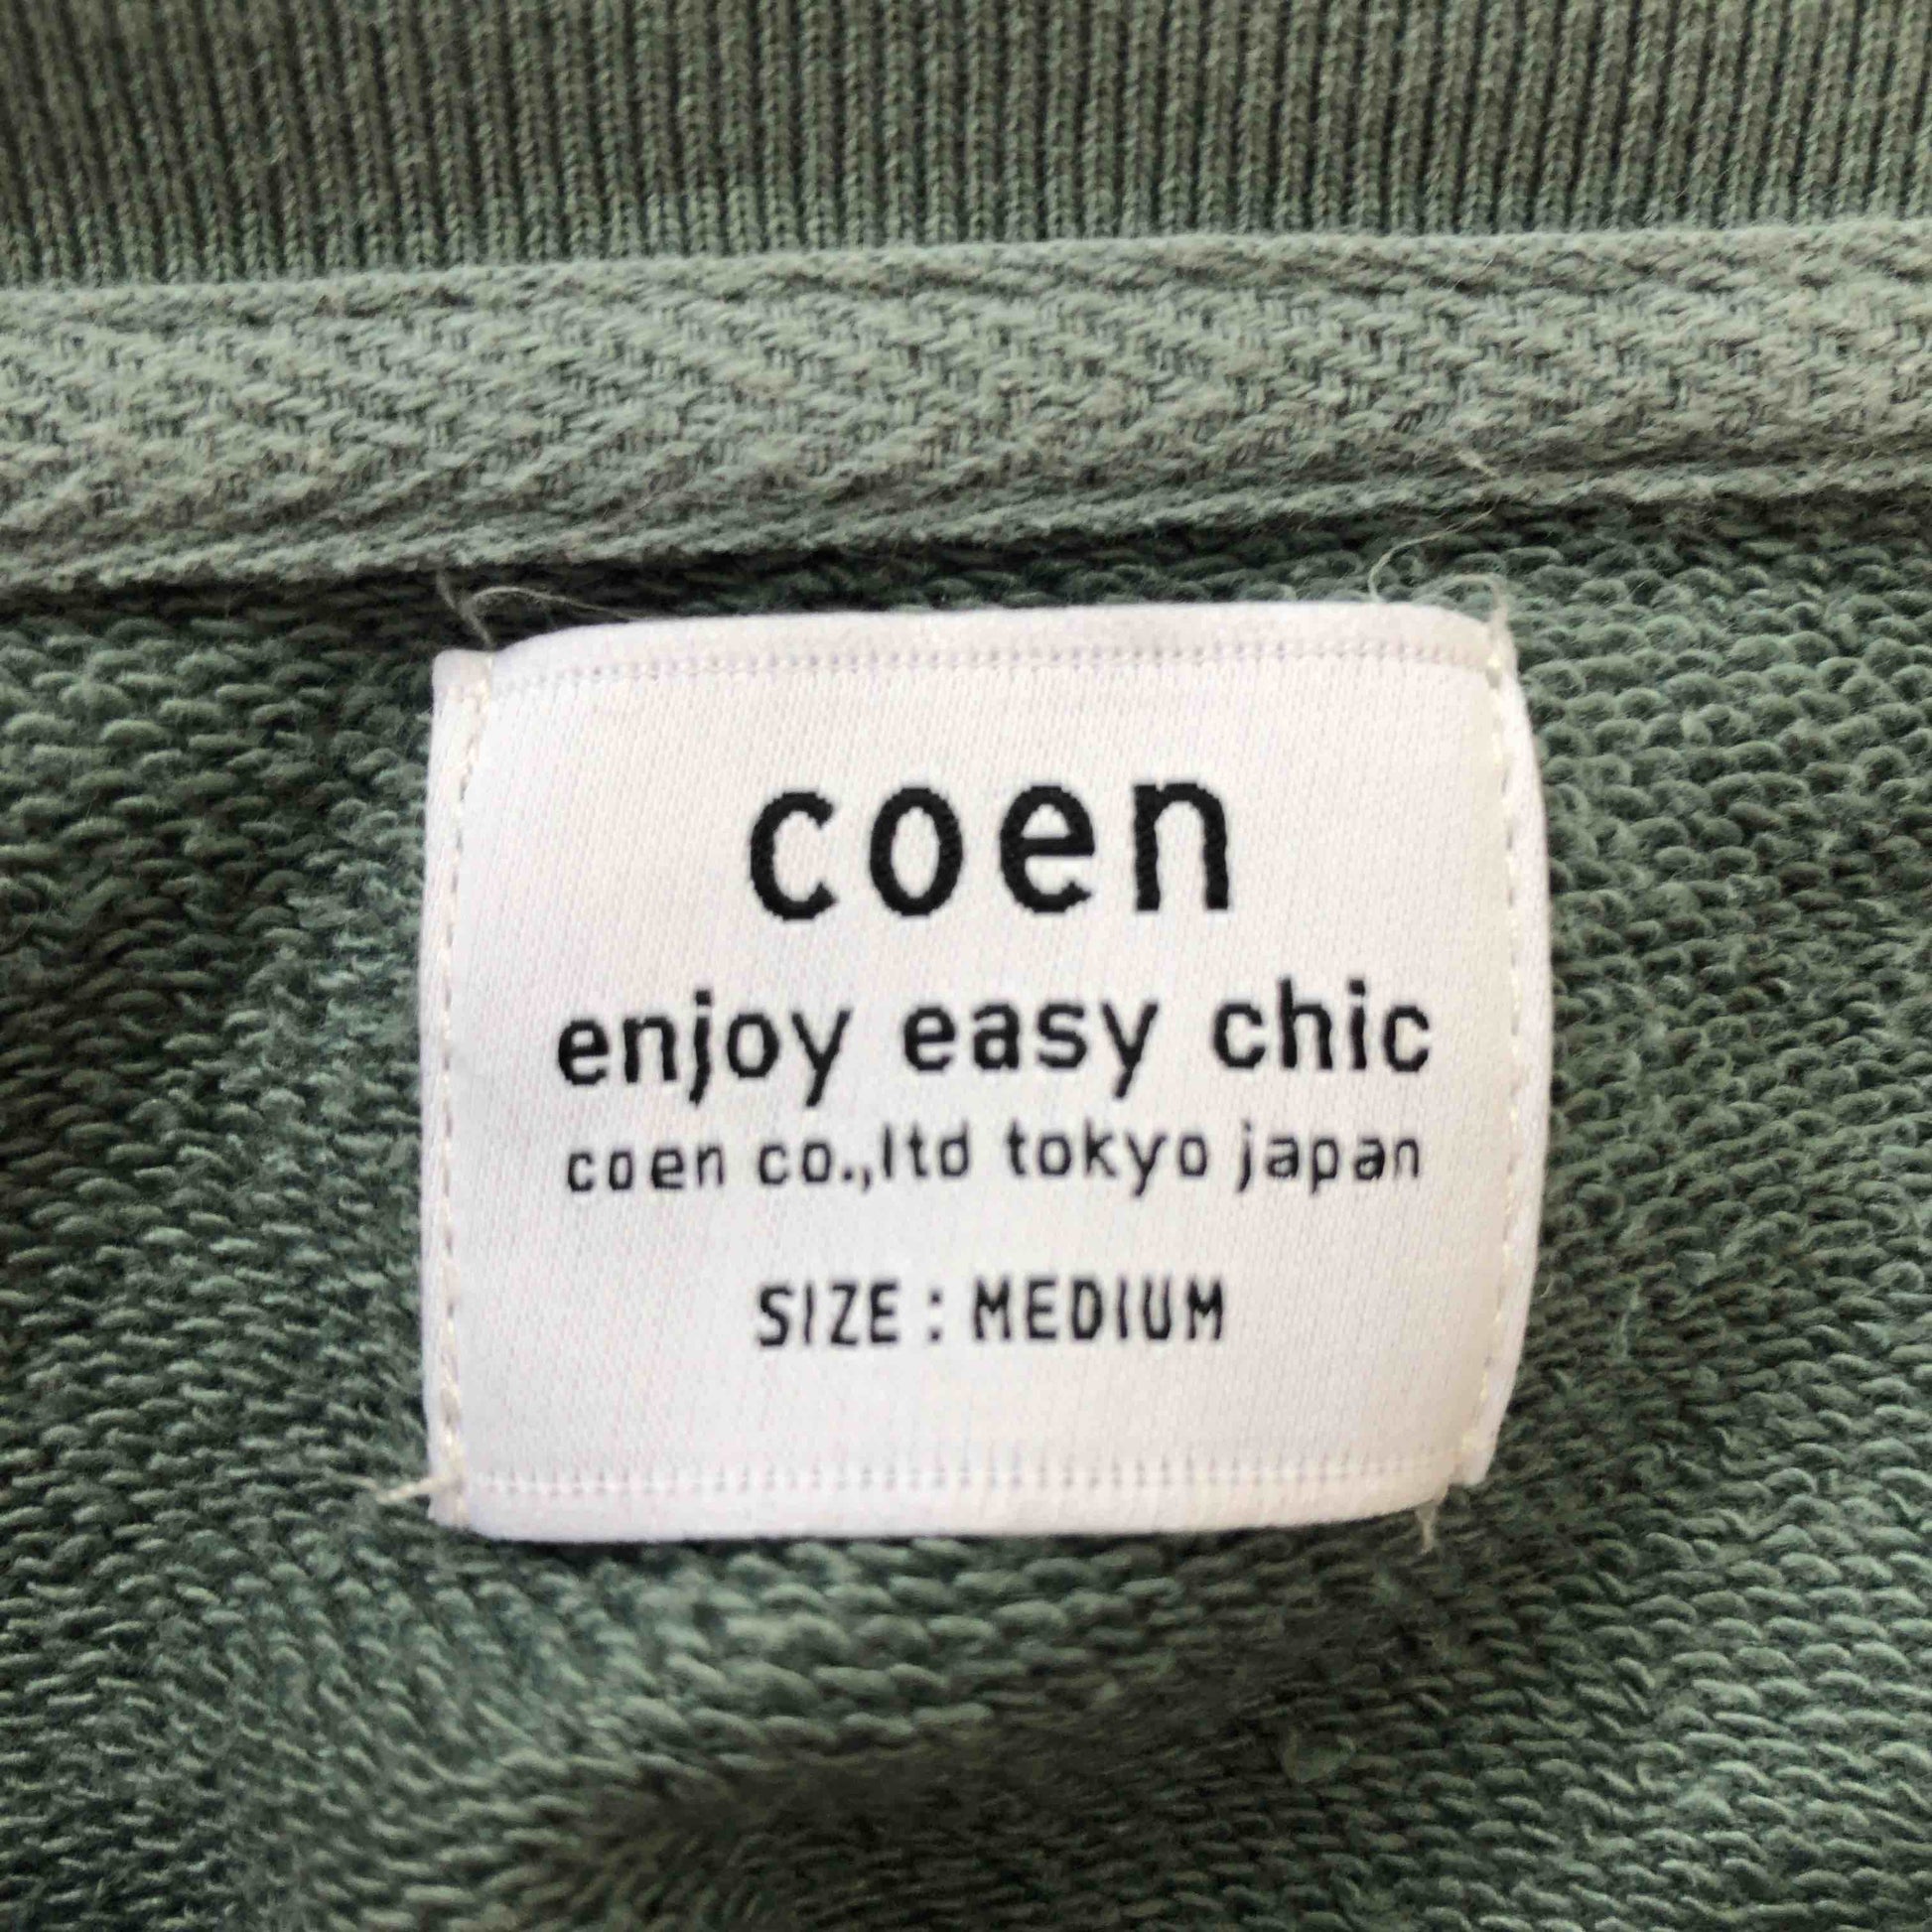 coen
enjoy easy chic
coen co.,ltd tokyo japan
SIZE : MEDIUM